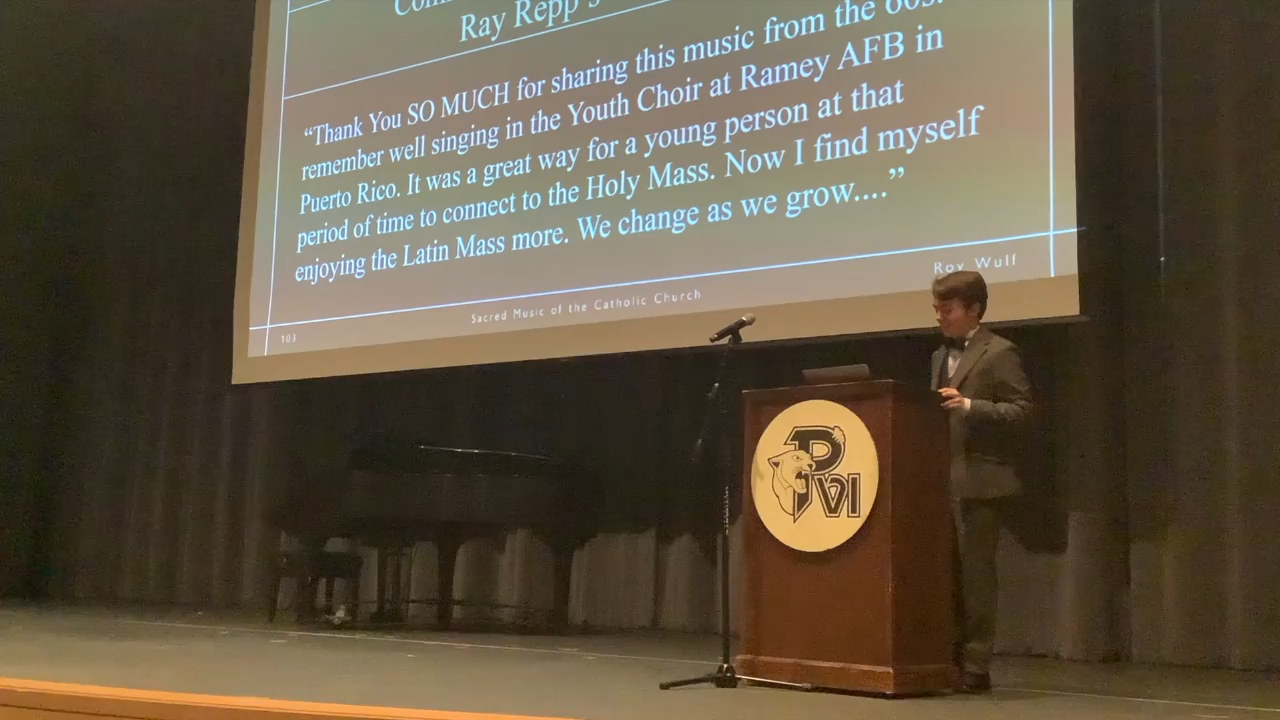 Ray Repp's
“Thank You SO MUCH for sharing this music from the 60s.
remember well singing in the Youth Choir at Ramey AFB in
Puerto Rico. It was a great way for a young person at that
period of time to connect to the Holy Mass. Now I find myself
enjoying the Latin Mass more. We change as we grow....”
Roy Wulf
Sacred Music of the Catholic Church
103
PVI